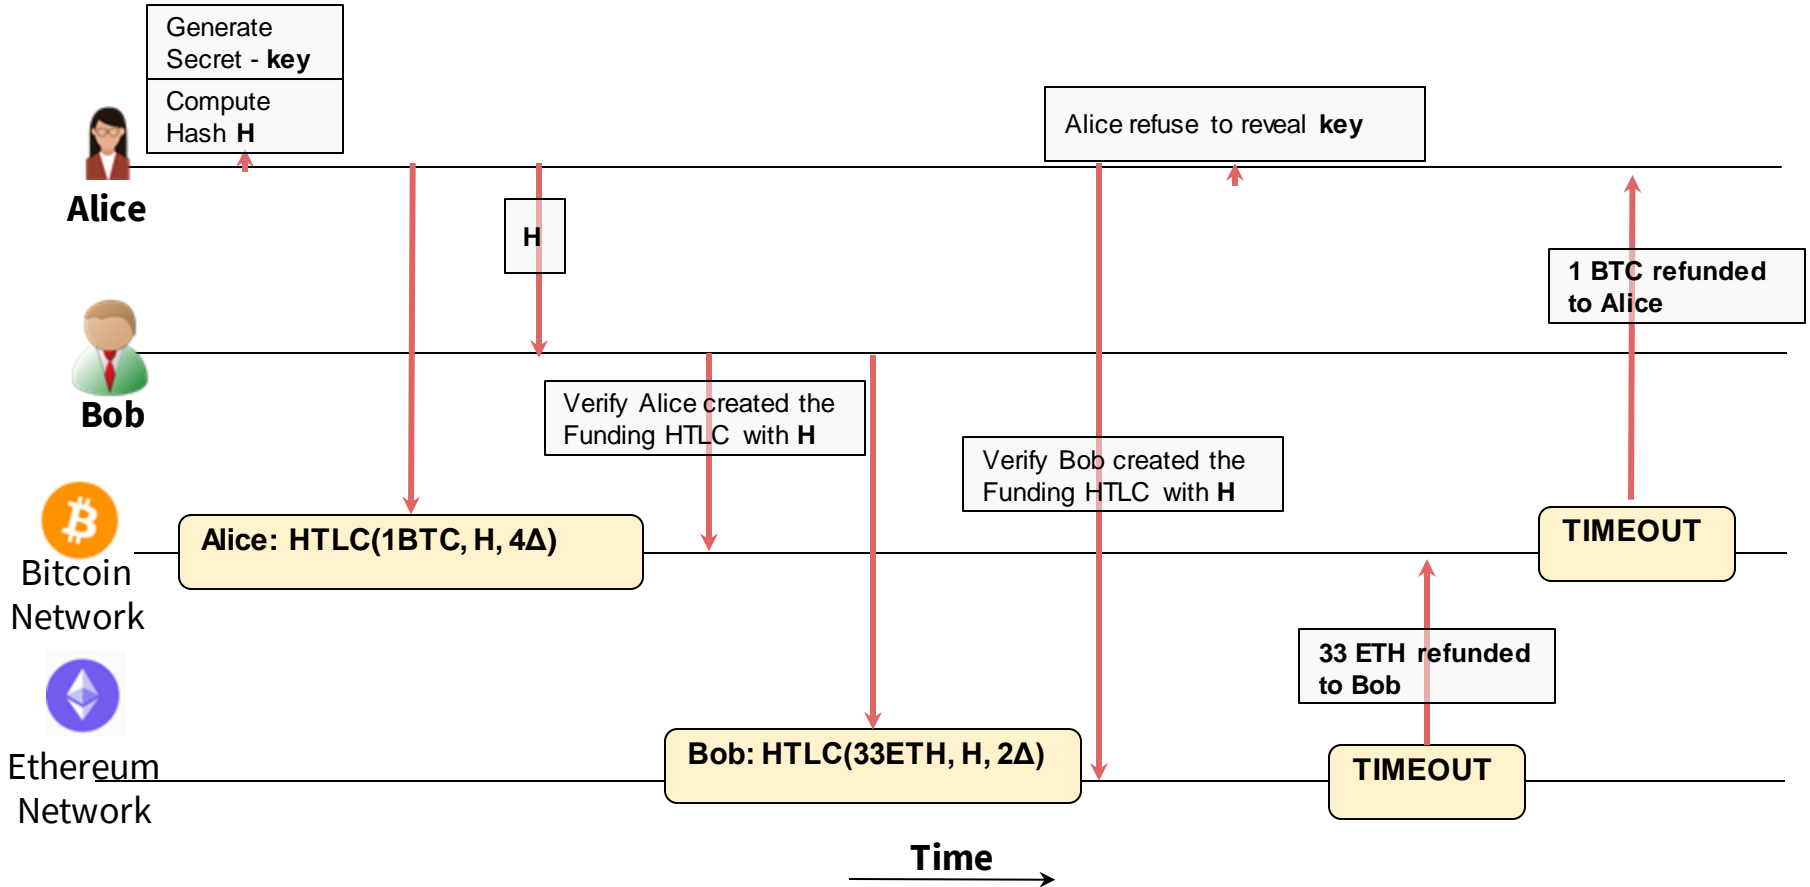 Generate
Secret - key
Compute
Hash H
Alice refuse to reveal key
Alice
H
1 BTC refunded
to Alice
Bob
Verify Alice created the
Funding HTLC with H
Verify Bob created the
Funding HTLC with H
Alice: HTLC(1BTC, H, 4Δ)
TIMEOUT
Bitcoin
Network
33 ETH refunded
to Bob
Bob: HTLC(33ETH, H, 2Δ)
TIMEOUT
Ethereum
Network
Time